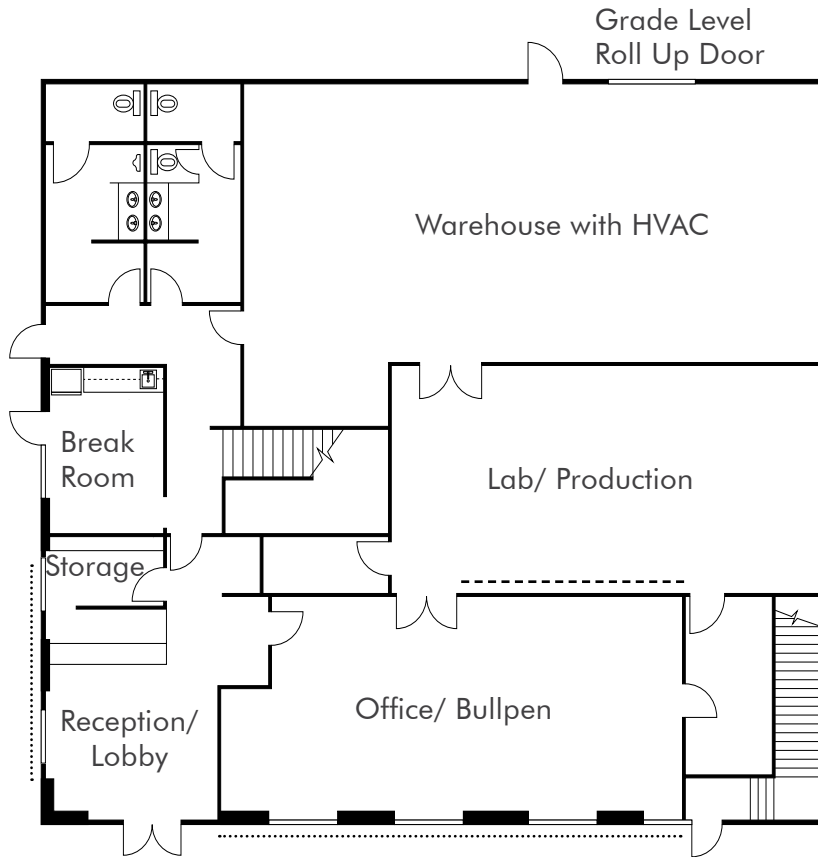 Grade Level
Roll Up Door
Warehouse with HVAC
Break
Room
Lab/ Production
Storage
Office/ Bullpen
Reception/
Lobby